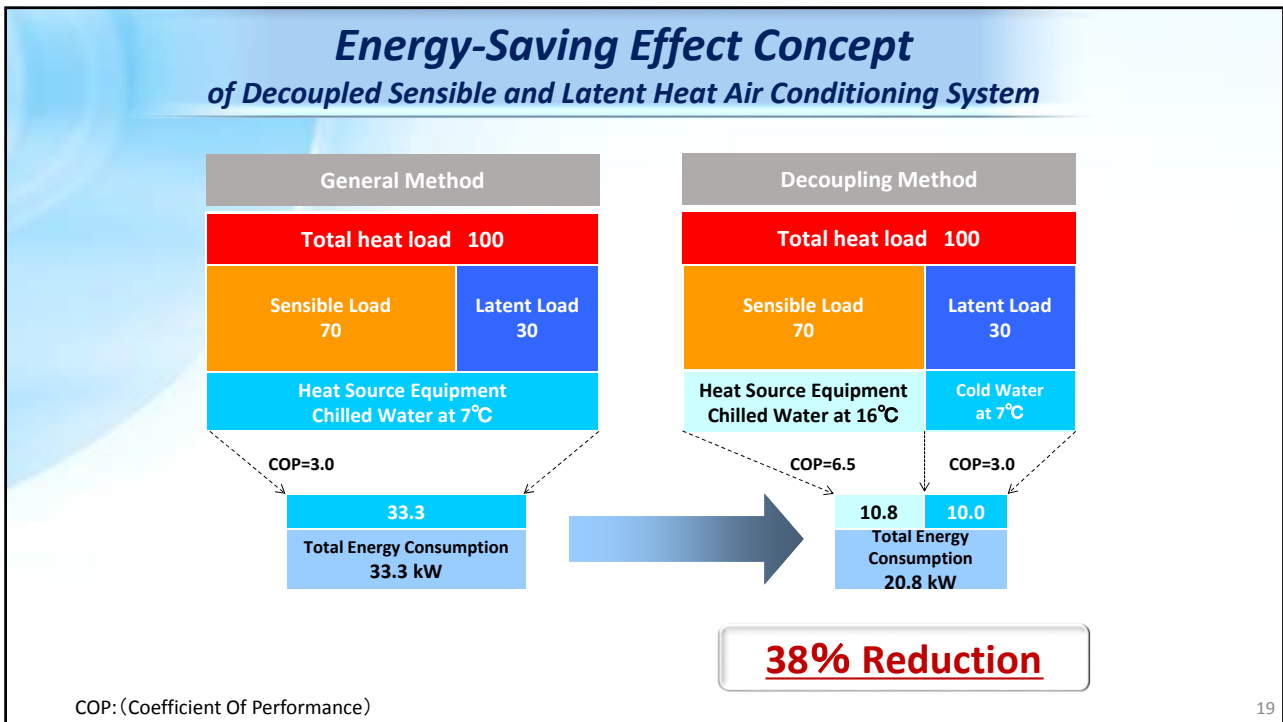 Energy-Saving Effect Concept
of Decoupled Sensible and Latent Heat Air Conditioning System
General Method
Total heat load 100
Sensible Load
70
Latent Load
30
Heat Source Equipment
Chilled Water at 7℃
COP=3.0
33.3
Total Energy Consumption
33.3 kW
Decoupling Method
Total heat load 100
Sensible Load
70
Latent Load
30
Heat Source Equipment
Chilled Water at 16℃
Cold Water
at 7℃
COP=6.5
COP=3.0
10.8
10.0
Total Energy
Consumption
20.8 kW
38% Reduction
COP:（Coefficient Of Performance）
19